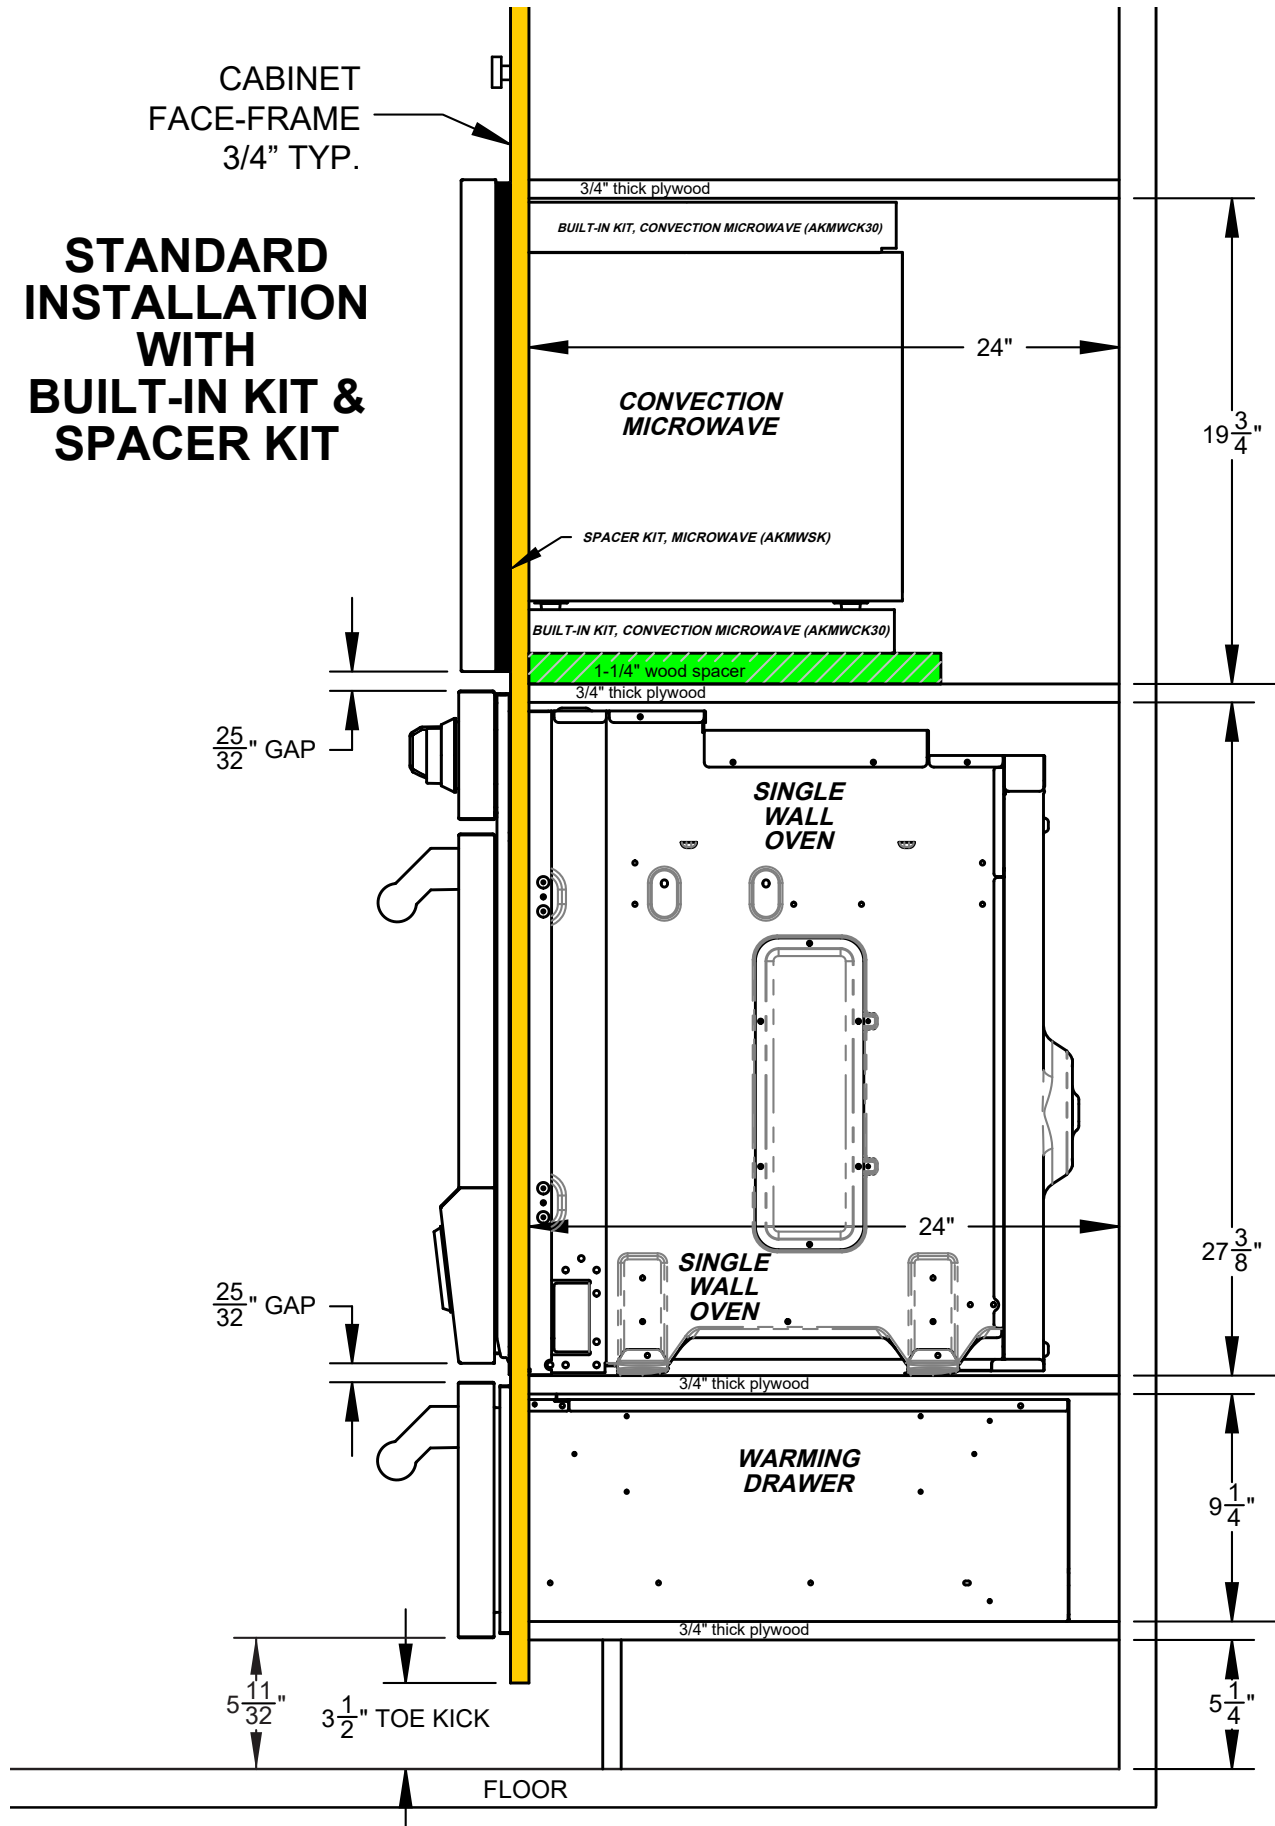 CABINET
FACE-FRAME
3/4” TYP.
3/4" thick plywood
BUILT-IN KIT, CONVECTION MICROWAVE (AKMWCK30)
STANDARD
INSTALLATION
WITH
BUILT-IN KIT &
SPACER KIT
24"
CONVECTION
MICROWAVE
19 3/4"
SPACER KIT, MICROWAVE (AKMWSK)
BUILT-IN KIT, CONVECTION MICROWAVE (AKMWCK30)
1-1/4" wood spacer
3/4" thick plywood
25/32" GAP
SINGLE
WALL
OVEN
24"
27 3/8"
SINGLE
WALL
OVEN
25/32" GAP
3/4" thick plywood
WARMING
DRAWER
9 1/4"
3/4" thick plywood
5 11/32"
3 1/2" TOE KICK
5 1/4"
FLOOR